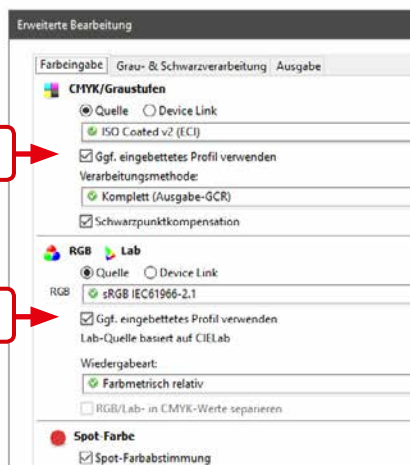 Erweiterte Bearbeitung
Farbeingabe Grau- & Schwarzverarbeitung Ausgabe
CMYK/Graustufen
Quelle Device Link
ISO Coated v2 (ECI)
Ggf. eingebettetes Profil verwenden
Verarbeitungsmethode:
Komplett (Ausgabe-GCR)
Schwarzpunktkompensation
RGB Lab
Quelle Device Link
RGB sRGB IEC61966-2.1
Ggf. eingebettetes Profil verwenden
Lab-Quelle basiert auf CIELab
Wiedergabeart:
Farbmetrisch relativ
RGB/Lab- in CMYK-Werte separieren
Spot-Farbe
Spot-Farbabstimmung